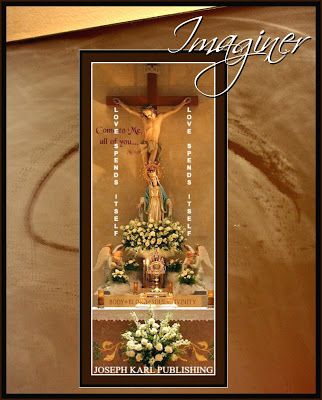 Imaginer
LOVE SPENDS ITSELF
LOVE SPENDS ITSELF
Come to Me,
all of you...
JOSEPH KARL PUBLISHING